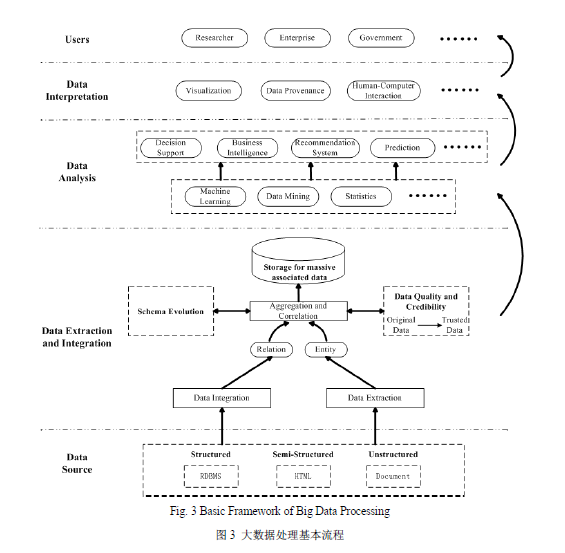 Users
Researcher
Enterprise
Government
......
Data
Interpretation
Visualization
Data Provenance
Human-Computer
Interaction
......
Data
Analysis
Decision
Support
Business
Intelligence
Recommendation
System
Prediction
......
Machine
Learning
Data Mining
Statistics
......
Data Extraction
and Integration
Storage for massive
associated data
Schema Evolution
Aggregation and
Correlation
Data Quality and
Credibility
Original
Data
Trusted
Data
Relation
Entity
Data Integration
Data Extraction
Data
Source
Structured
Semi-Structured
Unstructured
RDBMS
HTML
Document
Fig. 3 Basic Framework of Big Data Processing
图 3 大数据处理基本流程